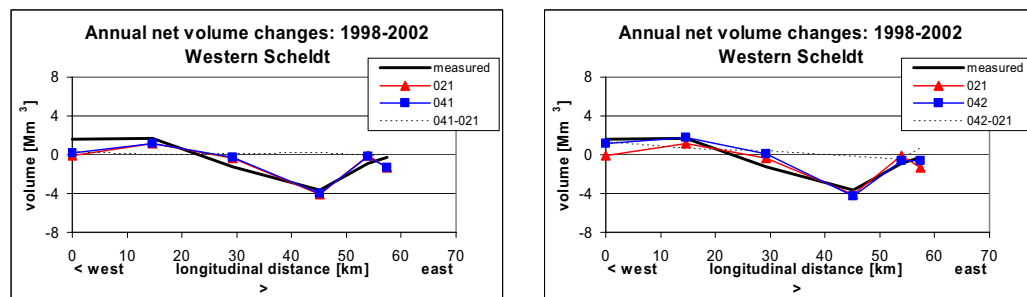 Annual net volume changes: 1998-2002
Western Scheldt
measured
021
041
041-021
volume [Mm 3]
8
4
0
-4
-8
0 10 20 30 40 50 60 70
< west longitudinal distance [km] east
>
Annual net volume changes: 1998-2002
Western Scheldt
measured
021
042
042-021
volume [Mm 3]
8
4
0
-4
-8
0 10 20 30 40 50 60 70
< west longitudinal distance [km] east
>